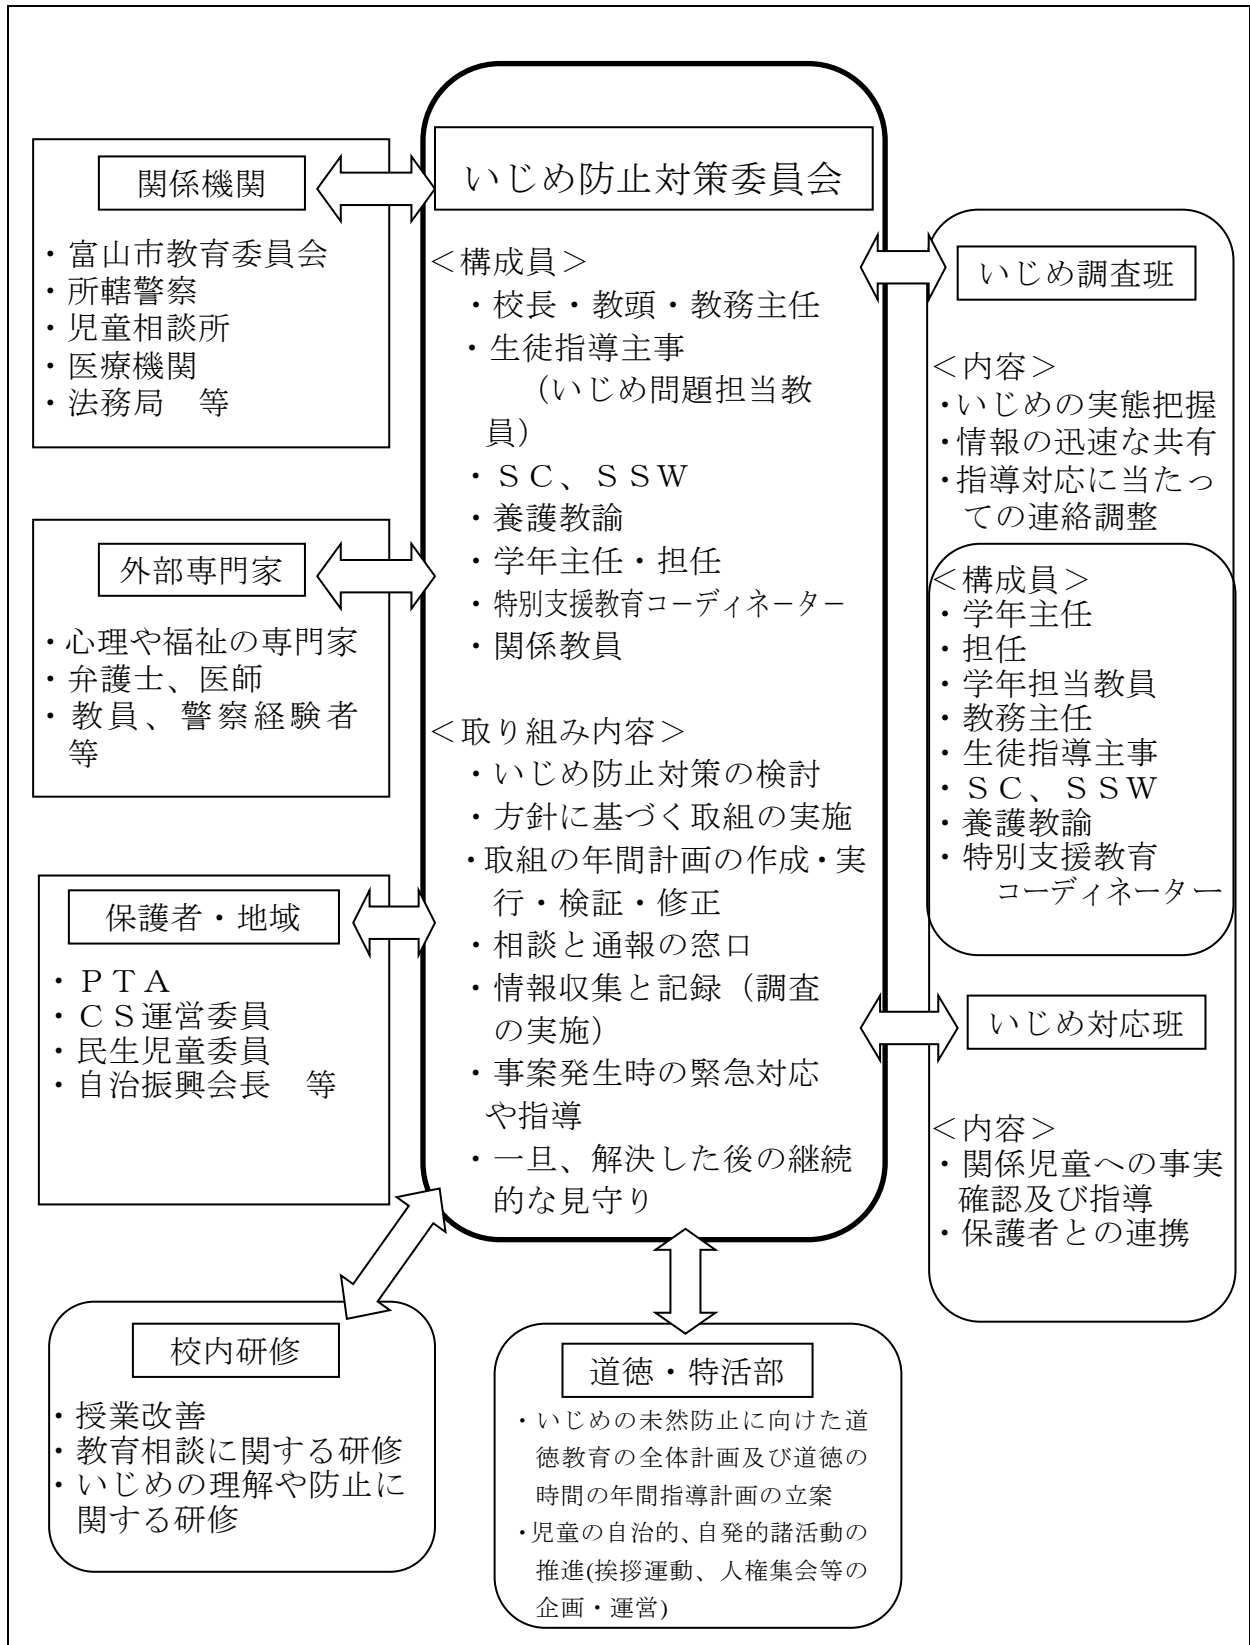 関係機関
・富山市教育委員会
・所轄警察
・児童相談所
・医療機関
・法務局　等
外部専門家
・心理や福祉の専門家
・弁護士、医師
・教員、警察経験者
等
保護者・地域
・ＰＴＡ
・ＣＳ運営委員
・民生児童委員
・自治振興会長　等
いじめ防止対策委員会
＜構成員＞
・校長・教頭・教務主任
・生徒指導主事
（いじめ問題担当教
員）
・ＳＣ、ＳＳＷ
・養護教諭
・学年主任・担任
・特別支援教育コーディネーター
・関係教員
＜取り組み内容＞
・いじめ防止対策の検討
・方針に基づく取組の実施
・取組の年間計画の作成・実
行・検証・修正
・相談と通報の窓口
・情報収集と記録（調査
の実施）
・事案発生時の緊急対応
や指導
・一旦、解決した後の継続
的な見守り
いじめ調査班
＜内容＞
・いじめの実態把握
・情報の迅速な共有
・指導対応に当たっ
ての連絡調整
＜構成員＞
・学年主任
・担任
・学年担当教員
・教務主任
・生徒指導主事
・ＳＣ、ＳＳＷ
・養護教諭
・特別支援教育
コーディネーター
いじめ対応班
＜内容＞
・関係児童への事実
確認及び指導
・保護者との連携
校内研修
・授業改善
・教育相談に関する研修
・いじめの理解や防止に
関する研修
道徳・特活部
・いじめの未然防止に向けた道
徳教育の全体計画及び道徳の
時間の年間指導計画の立案
・児童の自治的、自発的諸活動の
推進(挨拶運動、人権集会等の
企画・運営)